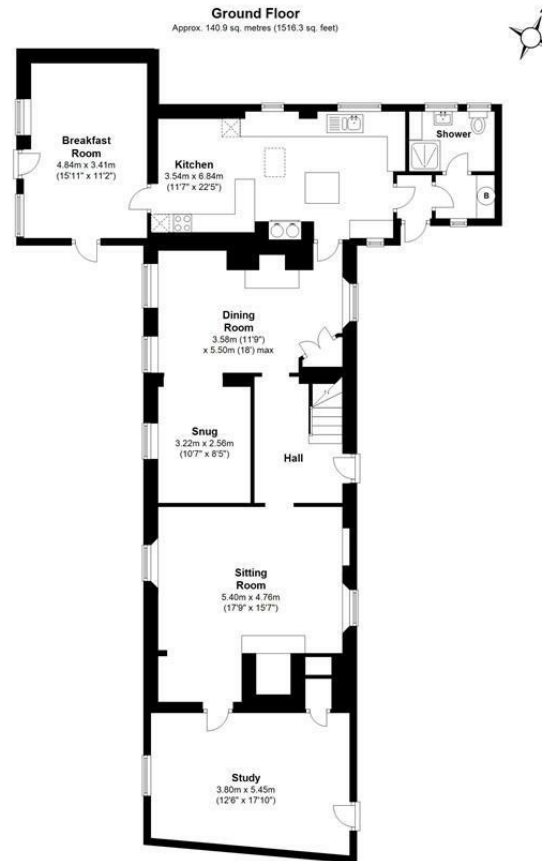 Ground Floor
Approx. 140.9 sq. metres (1516.3 sq. feet)
Breakfast
Room
4.84m x 3.41m
(15'11" x 11'2")
Kitchen
3.54m x 6.84m
(11'7" x 22'5")
Shower
B
Dining
Room
3.58m (11'9")
x 5.50m (18') max
Snug
3.22m x 2.56m
(10'7" x 8'5")
Hall
Sitting
Room
5.40m x 4.76m
(17'9" x 15'7")
Study
3.80m x 5.45m
(12'6" x 17'10")